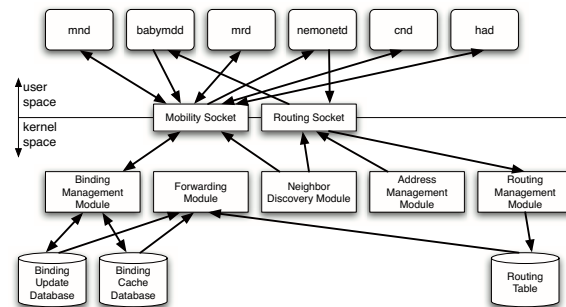 mnd
babymdd
mrd
nemonetd
cnd
had
user
space
kernel
space
Mobility Socket
Routing Socket
Binding
Management
Module
Forwarding
Module
Neighbor
Discovery Module
Address
Management
Module
Routing
Management
Module
Binding
Update
Database
Binding
Cache
Database
Routing
Table